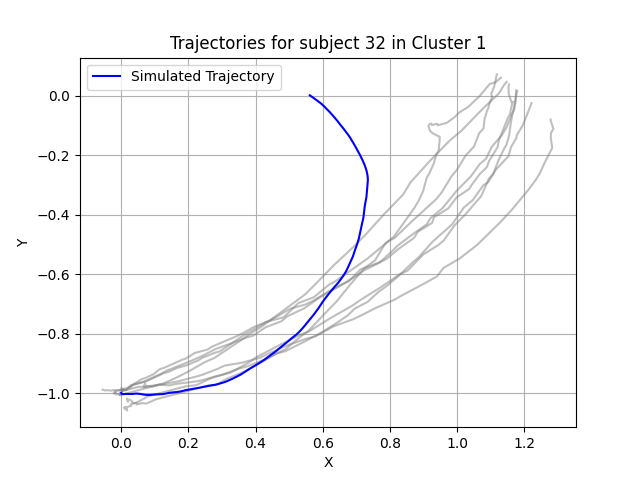 Trajectories for subject 32 in Cluster 1
Simulated Trajectory
0.0
−0.2
−0.4
−0.6
−0.8
−1.0
Y
0.0 0.2 0.4 0.6 0.8 1.0 1.2
X